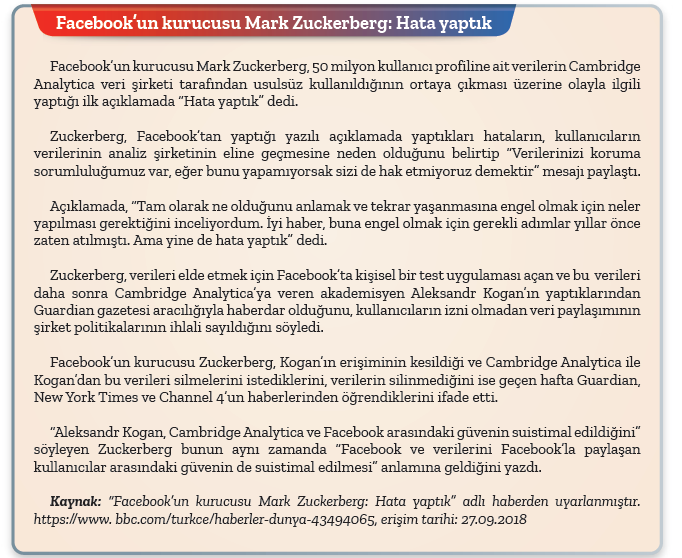 Facebook’un kurucusu Mark Zuckerberg: Hata yaptık
Facebook’un kurucusu Mark Zuckerberg, 50 milyon kullanıcı profiline ait verilerin Cambridge
Analytica veri şirketi tarafından usulsüz kullanıldığının ortaya çıkması üzerine olayla ilgili
yaptığı ilk açıklamada “Hata yaptık” dedi.
Zuckerberg, Facebook’tan yaptığı yazılı açıklamada yaptıkları hataların, kullanıcıların
verilerinin analiz şirketinin eline geçmesine neden olduğunu belirtip “Verilerinizi koruma
sorumluluğumuz var, eğer bunu yapamıyorsak sizi de hak etmiyoruz demektir” mesajı paylaştı.
Açıklamada, “Tam olarak ne olduğunu anlamak ve tekrar yaşanmasına engel olmak için neler
yapılması gerektiğini inceliyordum. İyi haber, buna engel olmak için gerekli adımlar yıllar önce
zaten atılmıştı. Ama yine de hata yaptık” dedi.
Zuckerberg, verileri elde etmek için Facebook’ta kişisel bir test uygulaması açan ve bu verileri
daha sonra Cambridge Analytica’ya veren akademisyen Aleksandr Kogan’ın yaptıklarından
Guardian gazetesi aracılığıyla haberdar olduğunu, kullanıcıların izni olmadan veri paylaşımının
şirket politikalarının ihlali sayıldığını söyledi.
Facebook’un kurucusu Zuckerberg, Kogan’ın erişiminin kesildiği ve Cambridge Analytica ile
Kogan’dan bu verileri silmelerini istediklerini, verilerin silinmediğini ise geçen hafta Guardian,
New York Times ve Channel 4’un haberlerinden öğrendiklerini ifade etti.
“Aleksandr Kogan, Cambridge Analytica ve Facebook arasındaki güvenin suistimal edildiğini”
söyleyen Zuckerberg bunun aynı zamanda “Facebook ve verilerini Facebook’la paylaşan
kullanıcılar arasındaki güvenin de suistimal edilmesi” anlamına geldiğini yazdı.
Kaynak: “Facebook’un kurucusu Mark Zuckerberg: Hata yaptık” adlı haberden uyarlanmıştır.
https://www. bbc.com/turkce/haberler-dunya-43494065, erişim tarihi: 27.09.2018